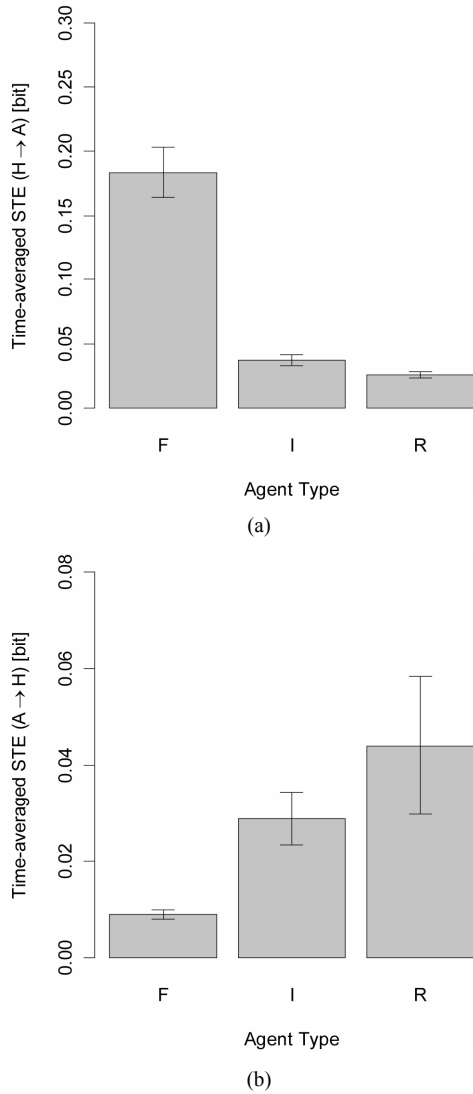 Time-averaged STE (H → A) [bit]
0.30
0.25
0.20
0.15
0.10
0.05
0.00
F I R
Agent Type
(a)
Time-averaged STE (A → H) [bit]
0.08
0.06
0.04
0.02
0.00
F I R
Agent Type
(b)